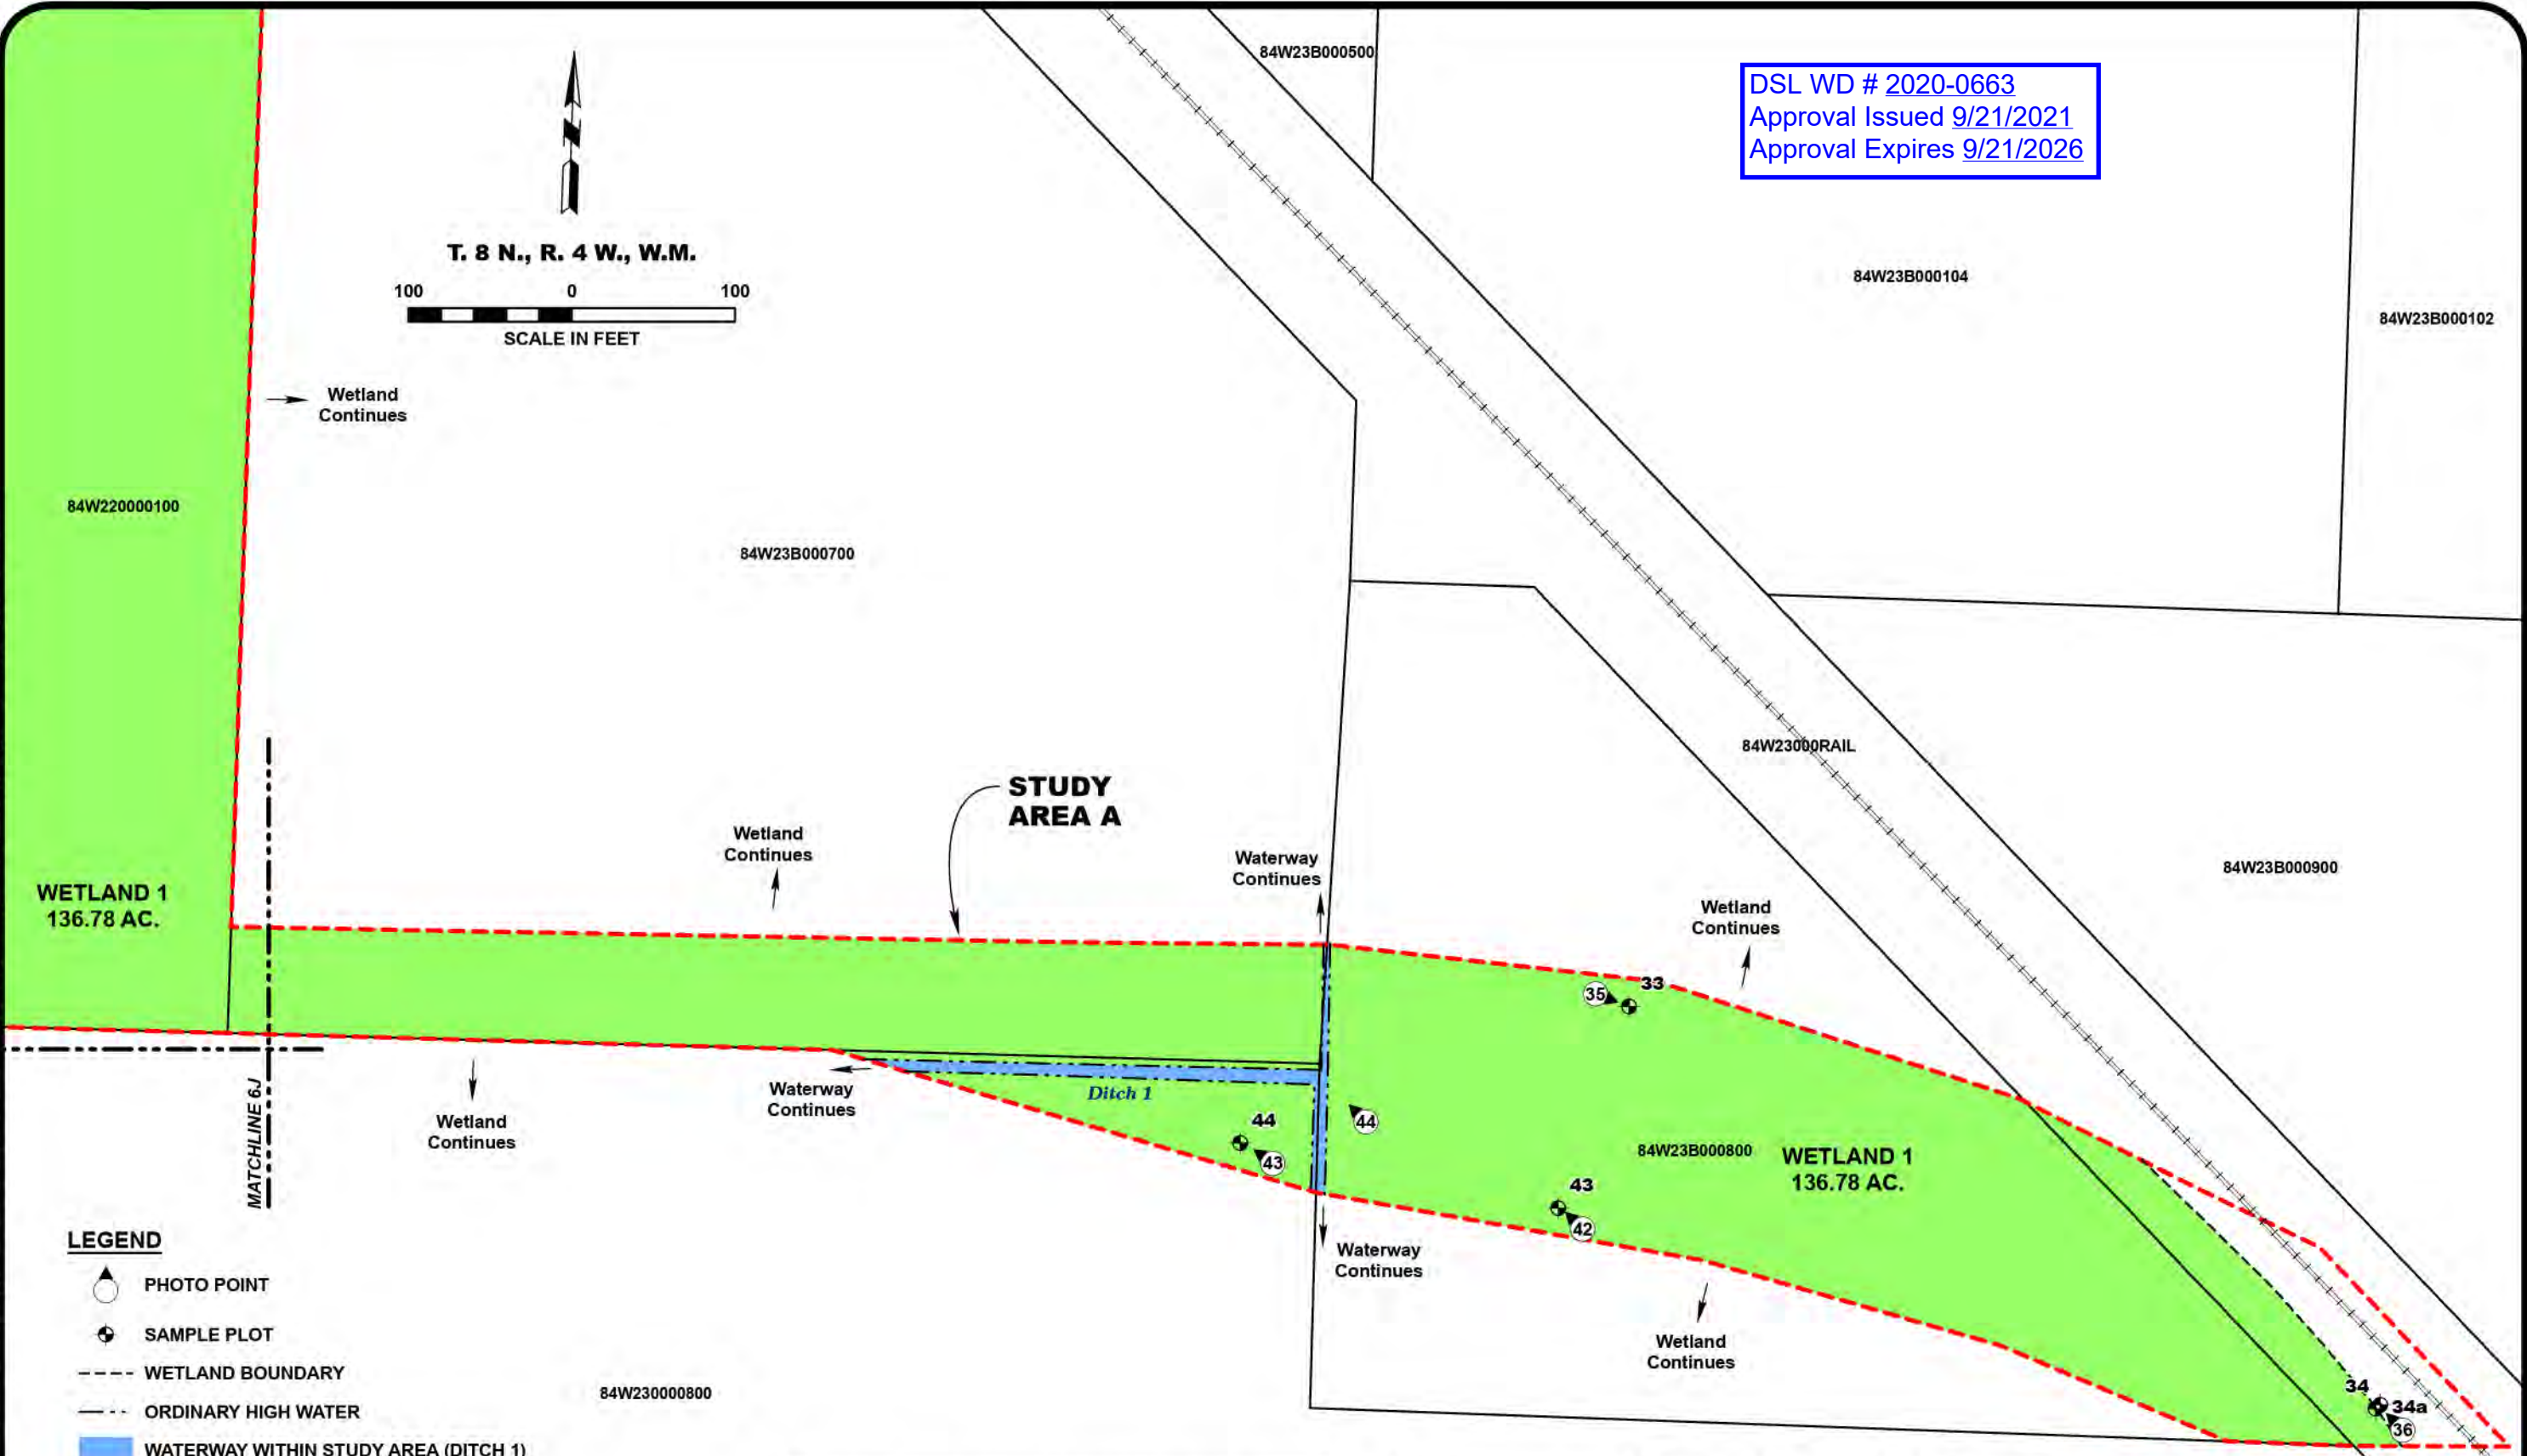 84W23B000500
DSL WD # 2020-0663
Approval Issued 9/21/2021
Approval Expires 9/21/2026
N
T. 8 N., R. 4 W., W.M.
100 0 100
SCALE IN FEET
84W23B000104
84W23B000102
Wetland
Continues
84W220000100
84W23B000700
84W23000RAIL
STUDY
AREA A
Wetland
Continues
Waterway
Continues
84W23B000900
WETLAND 1
136.78 AC.
Wetland
Continues
35
33
MATCHLINE 6J
Wetland
Continues
Waterway
Continues
Ditch 1
44
43
44
84W23B000800
WETLAND 1
136.78 AC.
43
42
Waterway
Continues
Wetland
Continues
34
34a
36
84W230000800
LEGEND
PHOTO POINT
SAMPLE PLOT
WETLAND BOUNDARY
ORDINARY HIGH WATER
WATERWAY WITHIN STUDY AREA (DITCH 1)